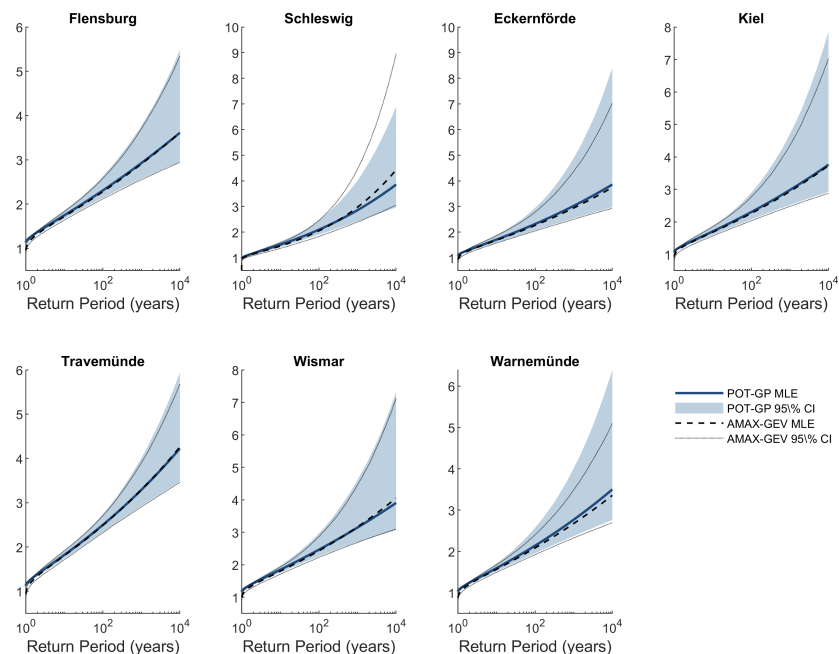 Flensburg
6
5
4
3
2
1
10^0 10^2 10^4
Return Period (years)
Schleswig
10
9
8
7
6
5
4
3
2
1
10^0 10^2 10^4
Return Period (years)
Eckernförde
10
9
8
7
6
5
4
3
2
1
10^0 10^2 10^4
Return Period (years)
Kiel
8
7
6
5
4
3
2
1
10^0 10^2 10^4
Return Period (years)
Travemünde
6
5
4
3
2
1
10^0 10^2 10^4
Return Period (years)
Wismar
8
7
6
5
4
3
2
1
10^0 10^2 10^4
Return Period (years)
Warnemünde
6
5
4
3
2
1
10^0 10^2 10^4
Return Period (years)
POT-GP MLE
POT-GP 95\% CI
AMAX-GEV MLE
AMAX-GEV 95\% CI